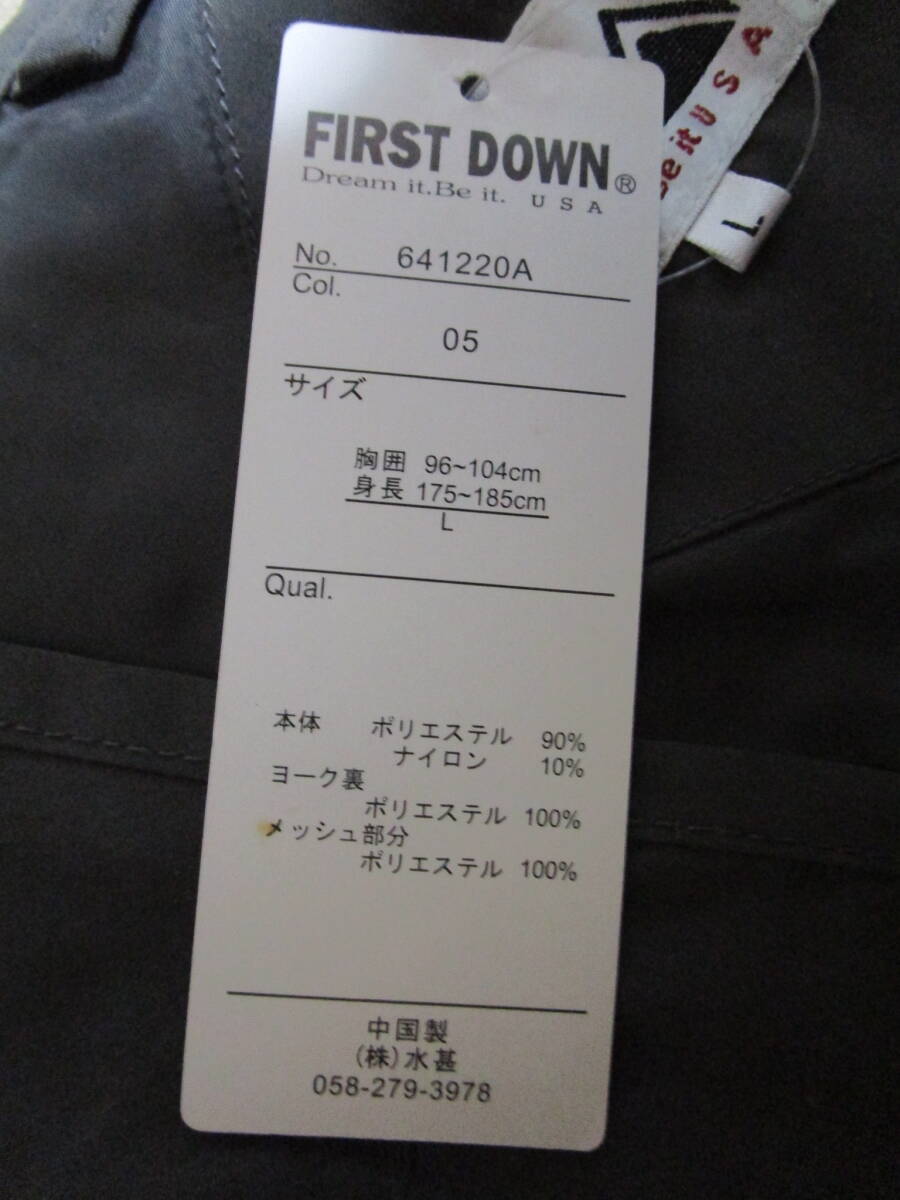 FIRST DOWN®
Dream it.Be it. USA
No. 641220A
Col.
05
サイズ
胸囲 96~104cm
身長 175~185cm
L
Qual.
本体 ポリエステル 90%
ナイロン 10%
ヨーク裏
ポリエステル 100%
メッシュ部分
ポリエステル 100%
中国製
(株)水甚
058-279-3978
Be it USA
L